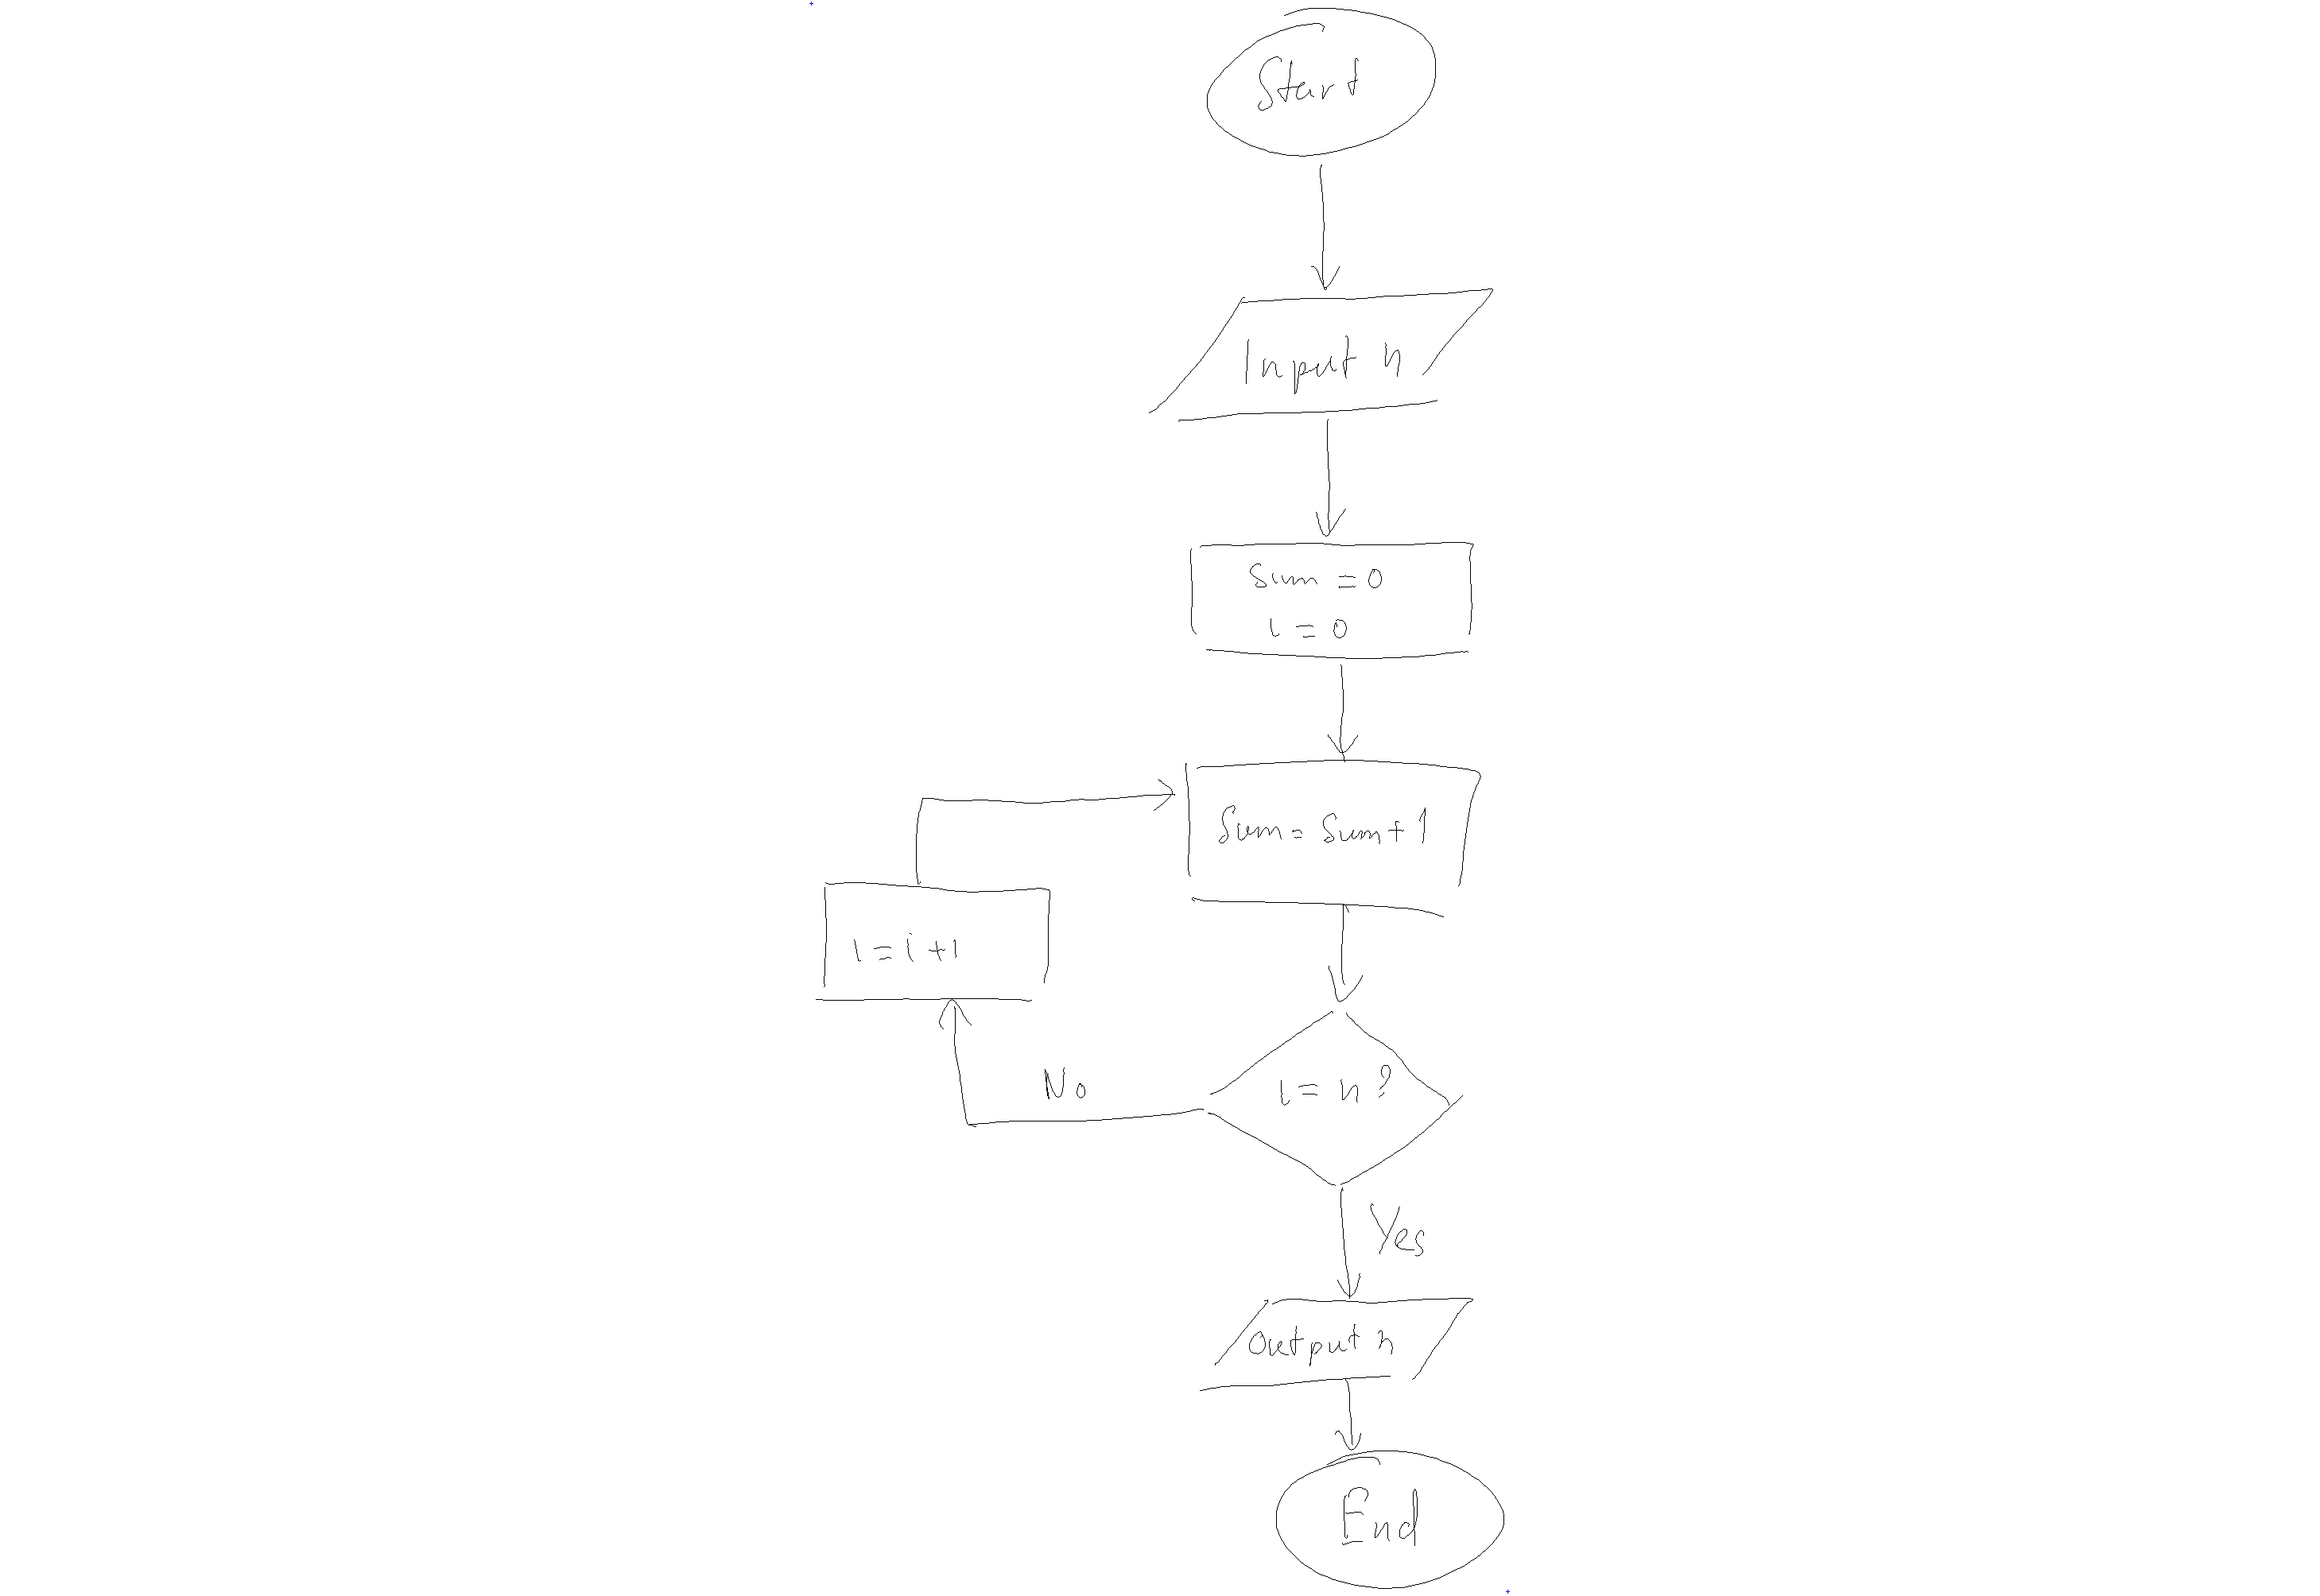 Start
Input n
Sum = 0
i = 0
Sum = Sum + 1
i = i + 1
i = n ?
No
Yes
Output n
End